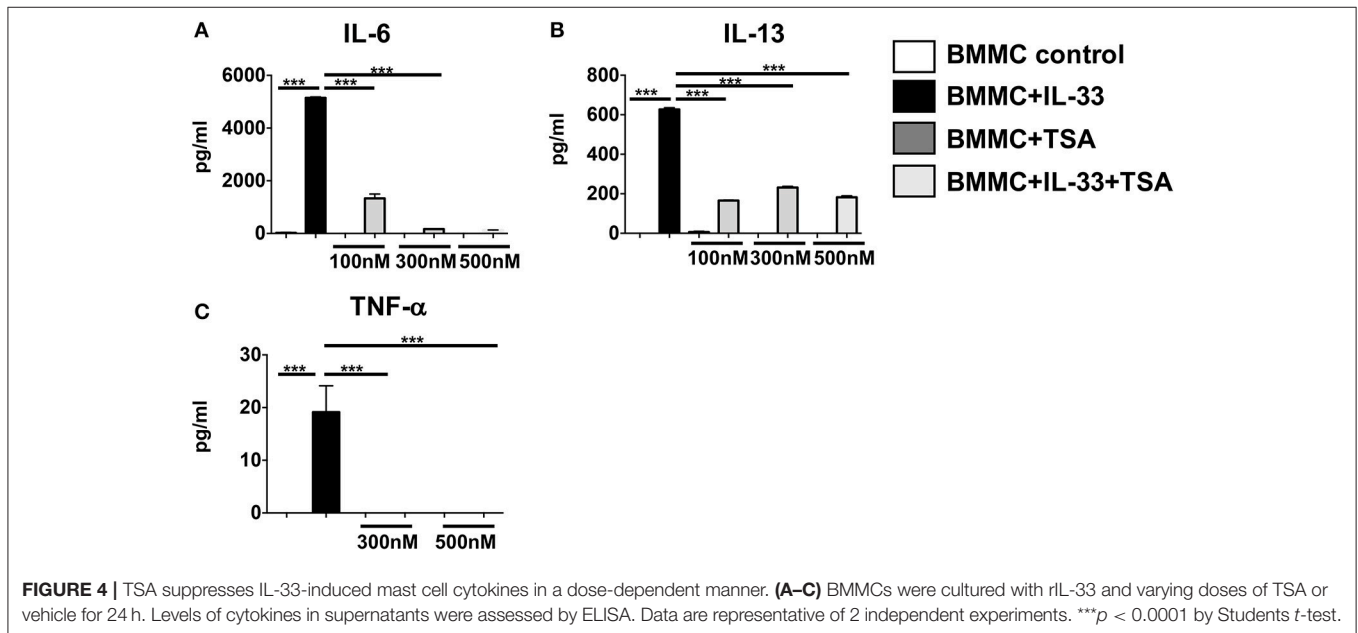 A
IL-6
***
***
***
6000
4000
2000
0
pg/ml
100nM 300nM 500nM
B
IL-13
***
***
***
***
800
600
400
200
0
pg/ml
100nM 300nM 500nM
BMMC control
BMMC+IL-33
BMMC+TSA
BMMC+IL-33+TSA
C
TNF-α
***
***
***
30
20
10
0
pg/ml
300nM 500nM
FIGURE 4 | TSA suppresses IL-33-induced mast cell cytokines in a dose-dependent manner. (A–C) BMMCs were cultured with rIL-33 and varying doses of TSA or
vehicle for 24 h. Levels of cytokines in supernatants were assessed by ELISA. Data are representative of 2 independent experiments. ***p < 0.0001 by Students t-test.